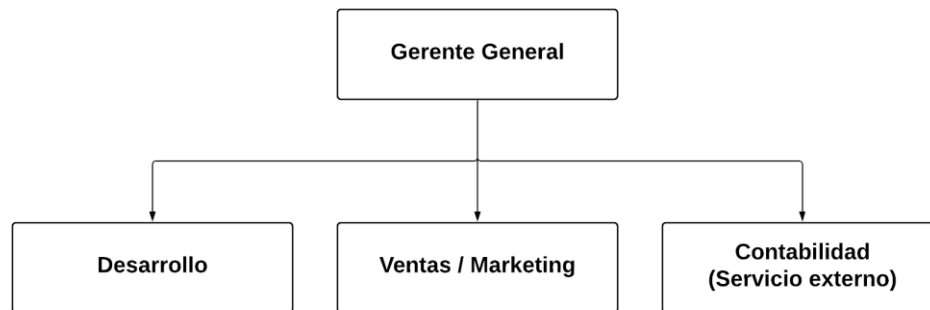 Gerente General
Desarrollo
Ventas / Marketing
Contabilidad
(Servicio externo)